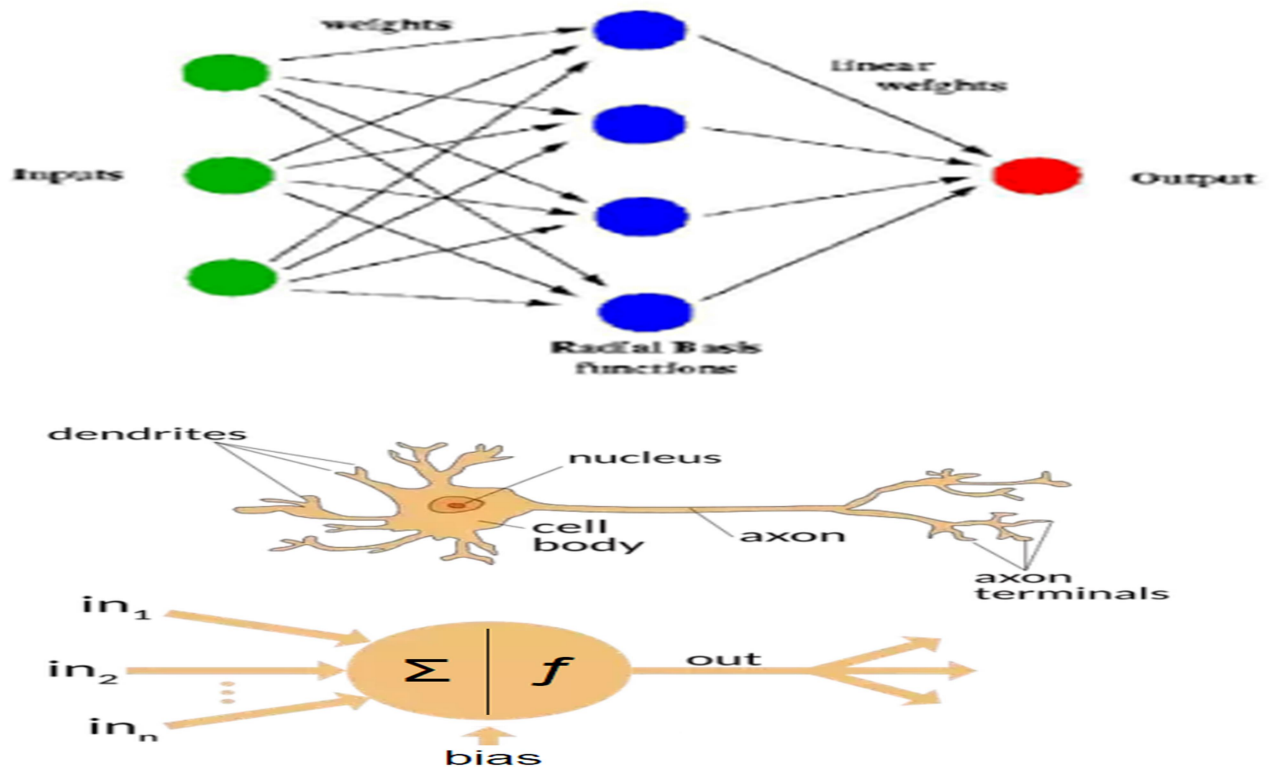 weights
linear
weights
Inputs
Output
Radial Basis
functions
dendrites
nucleus
cell
body
axon
axon
terminals
in1
in2
inn
Σ
f
out
bias